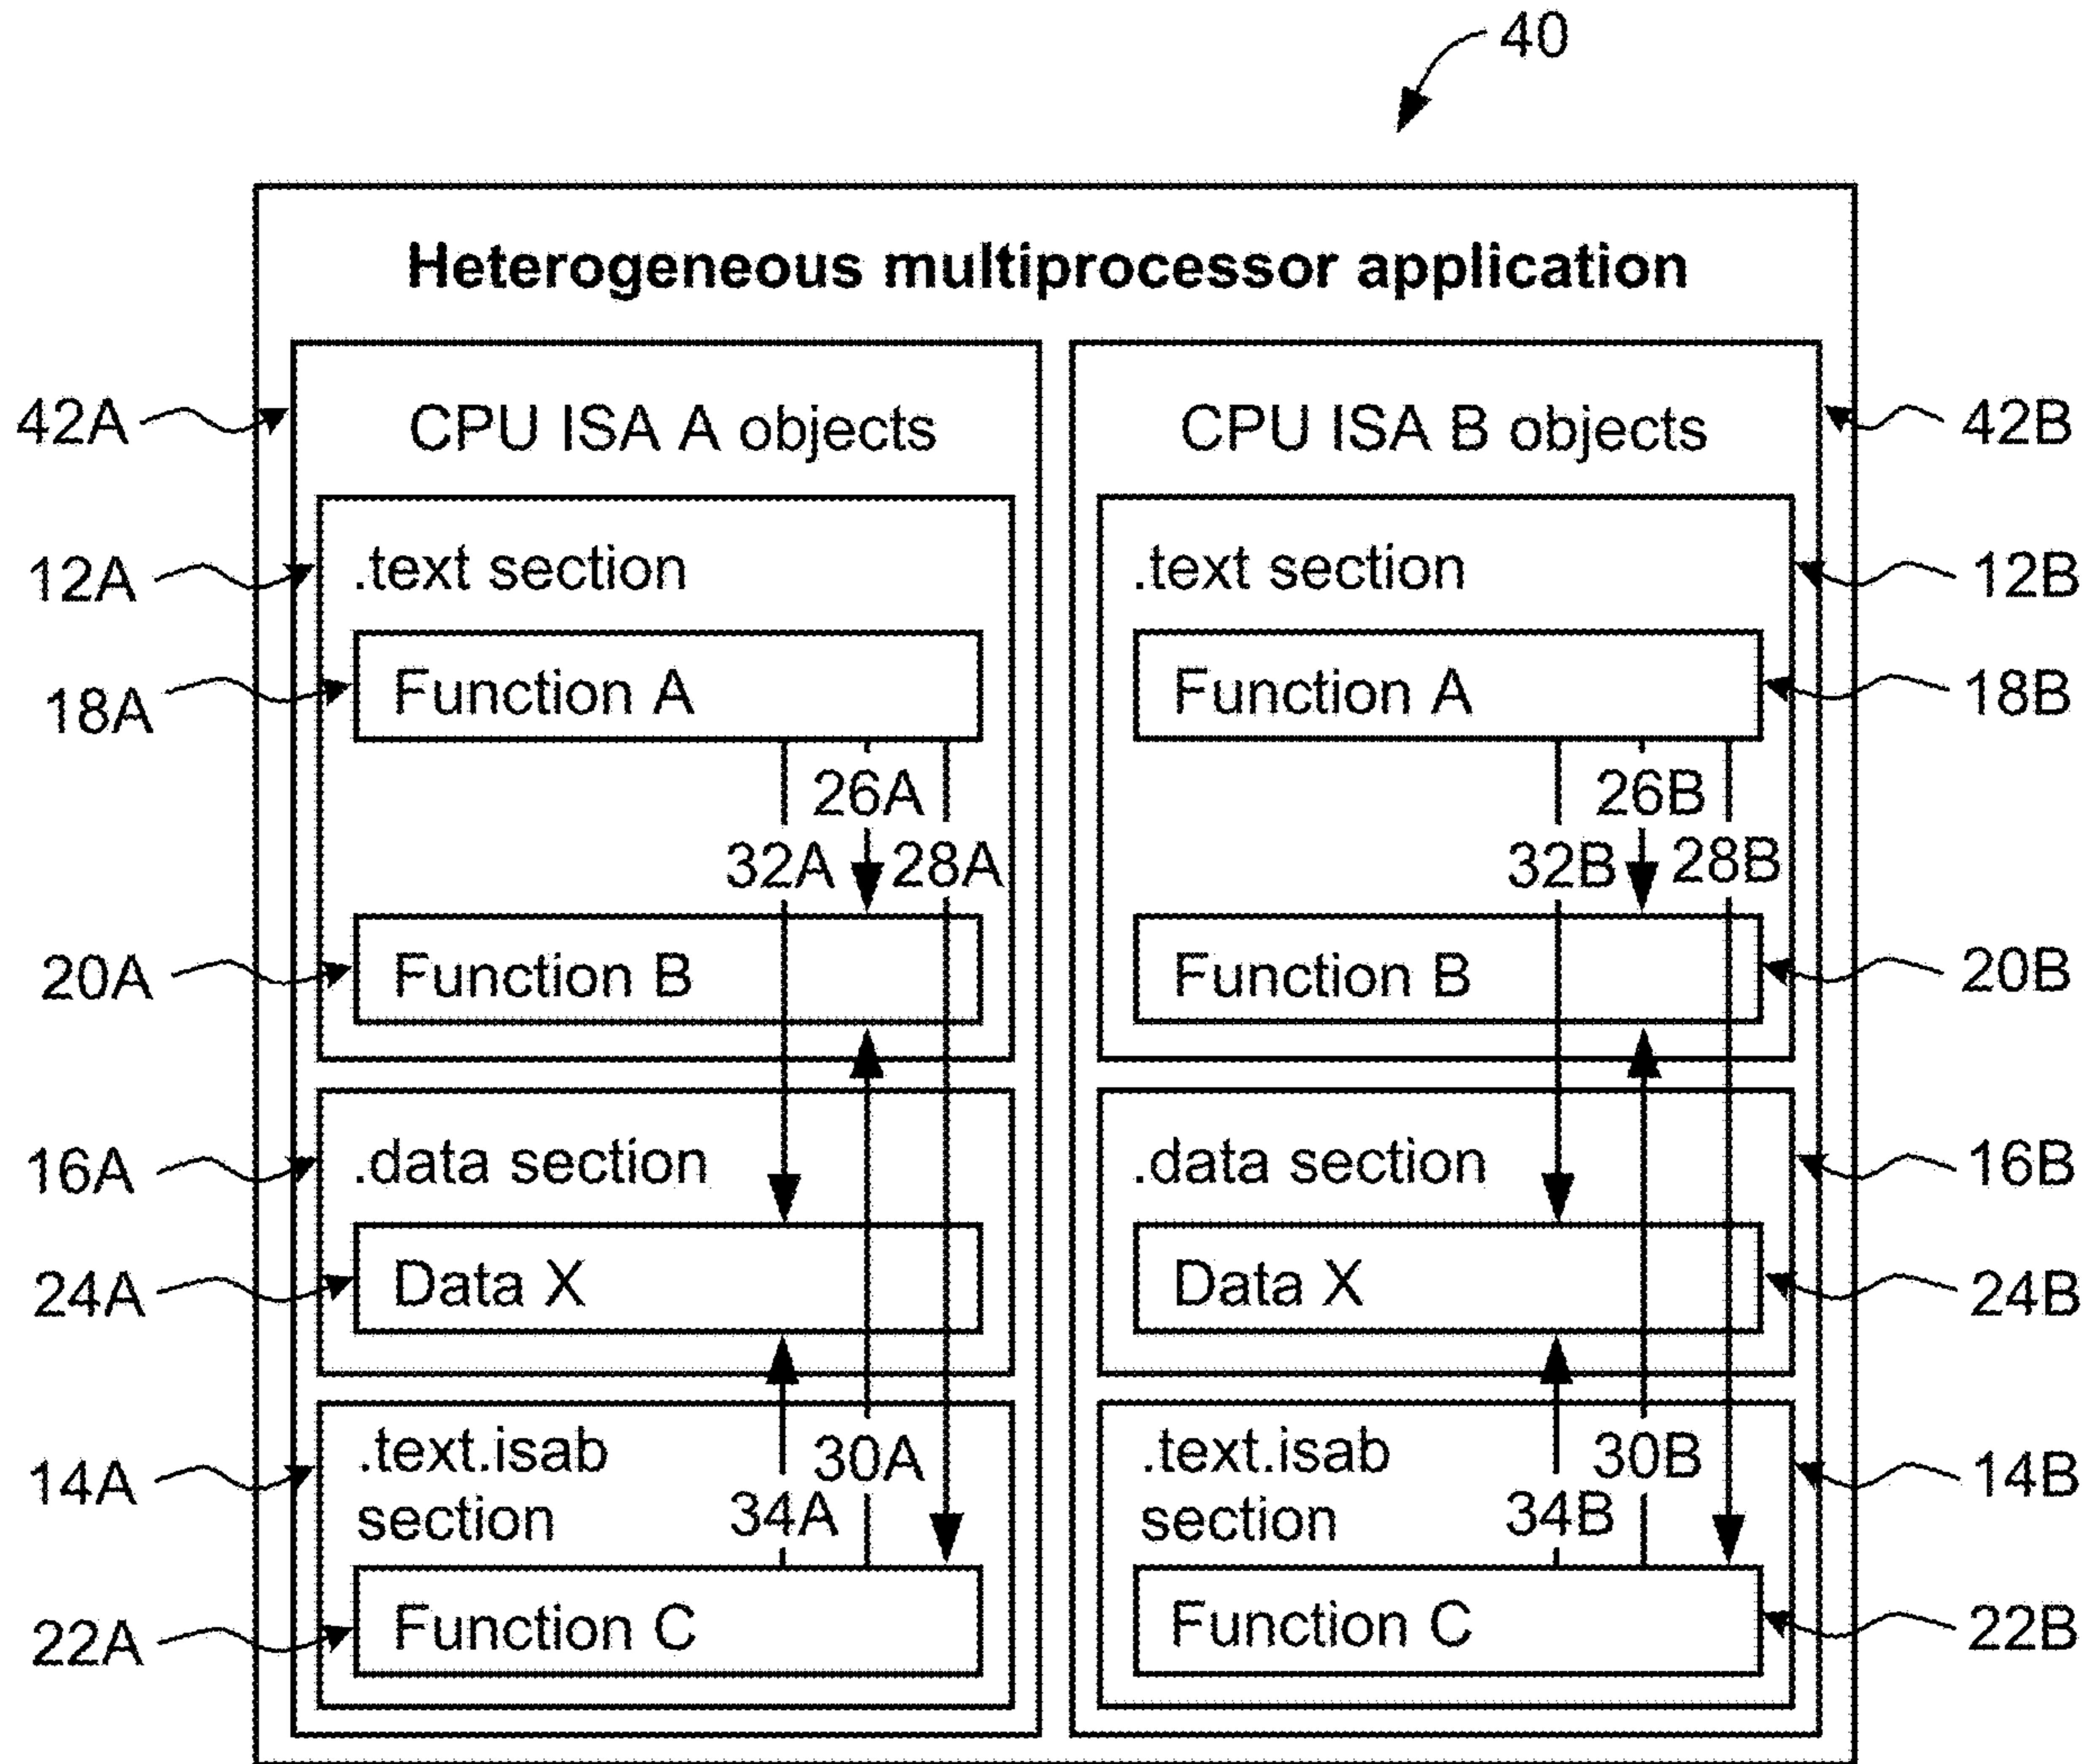 40
Heterogeneous multiprocessor application
42A
CPU ISA A objects
CPU ISA B objects
42B
12A
.text section
.text section
12B
18A
Function A
Function A
18B
26A
26B
32A
28A
32B
28B
20A
Function B
Function B
20B
16A
.data section
.data section
16B
24A
Data X
Data X
24B
14A
.text.isab
section
30A
34A
.text.isab
section
30B
34B
14B
22A
Function C
Function C
22B